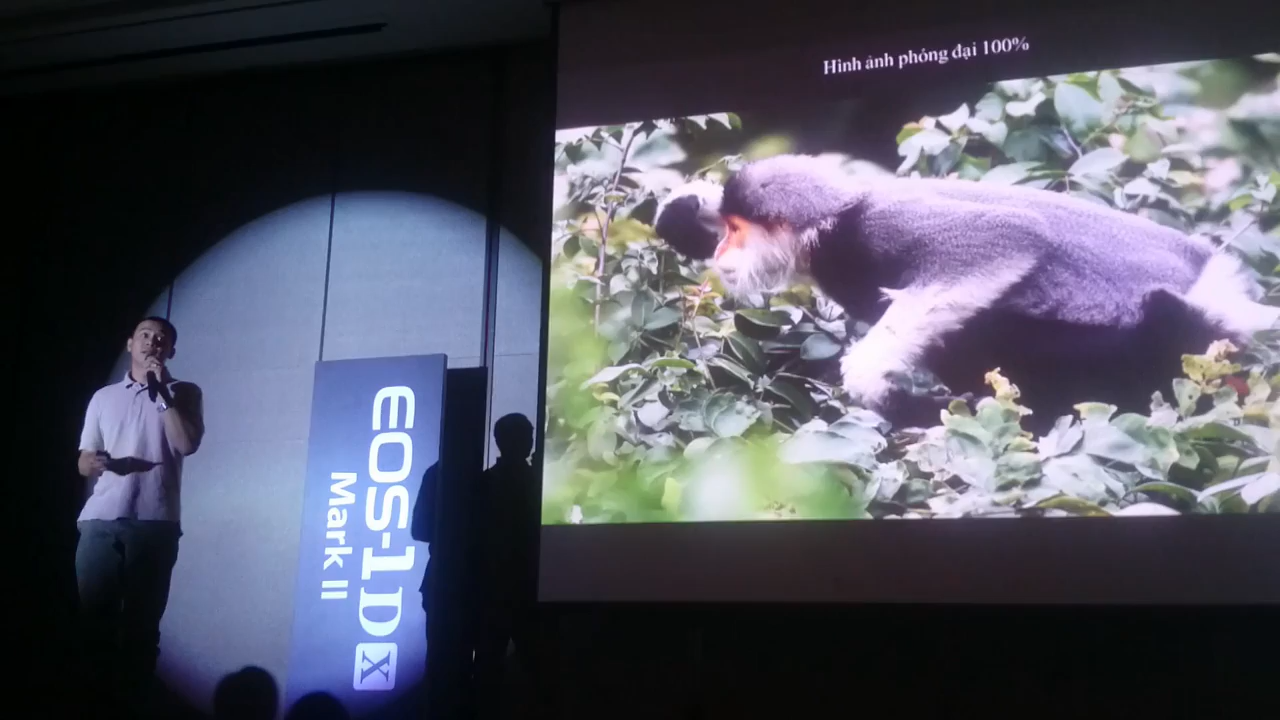 Hình ảnh phóng đại 100%
EOS-1D X
Mark II